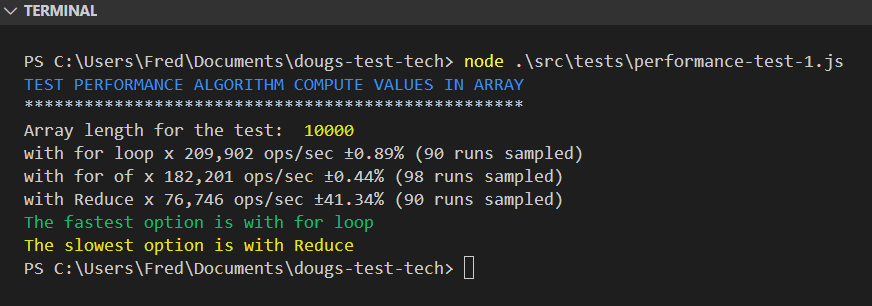 TERMINAL
PS C:\Users\Fred\Documents\dougs-test-tech> node .\src\tests\performance-test-1.js
TEST PERFORMANCE ALGORITHM COMPUTE VALUES IN ARRAY
**************************************************
Array length for the test:  10000
with for loop x 209,902 ops/sec ±0.89% (90 runs sampled)
with for of x 182,201 ops/sec ±0.44% (98 runs sampled)
with Reduce x 76,746 ops/sec ±41.34% (90 runs sampled)
The fastest option is with for loop
The slowest option is with Reduce
PS C:\Users\Fred\Documents\dougs-test-tech>